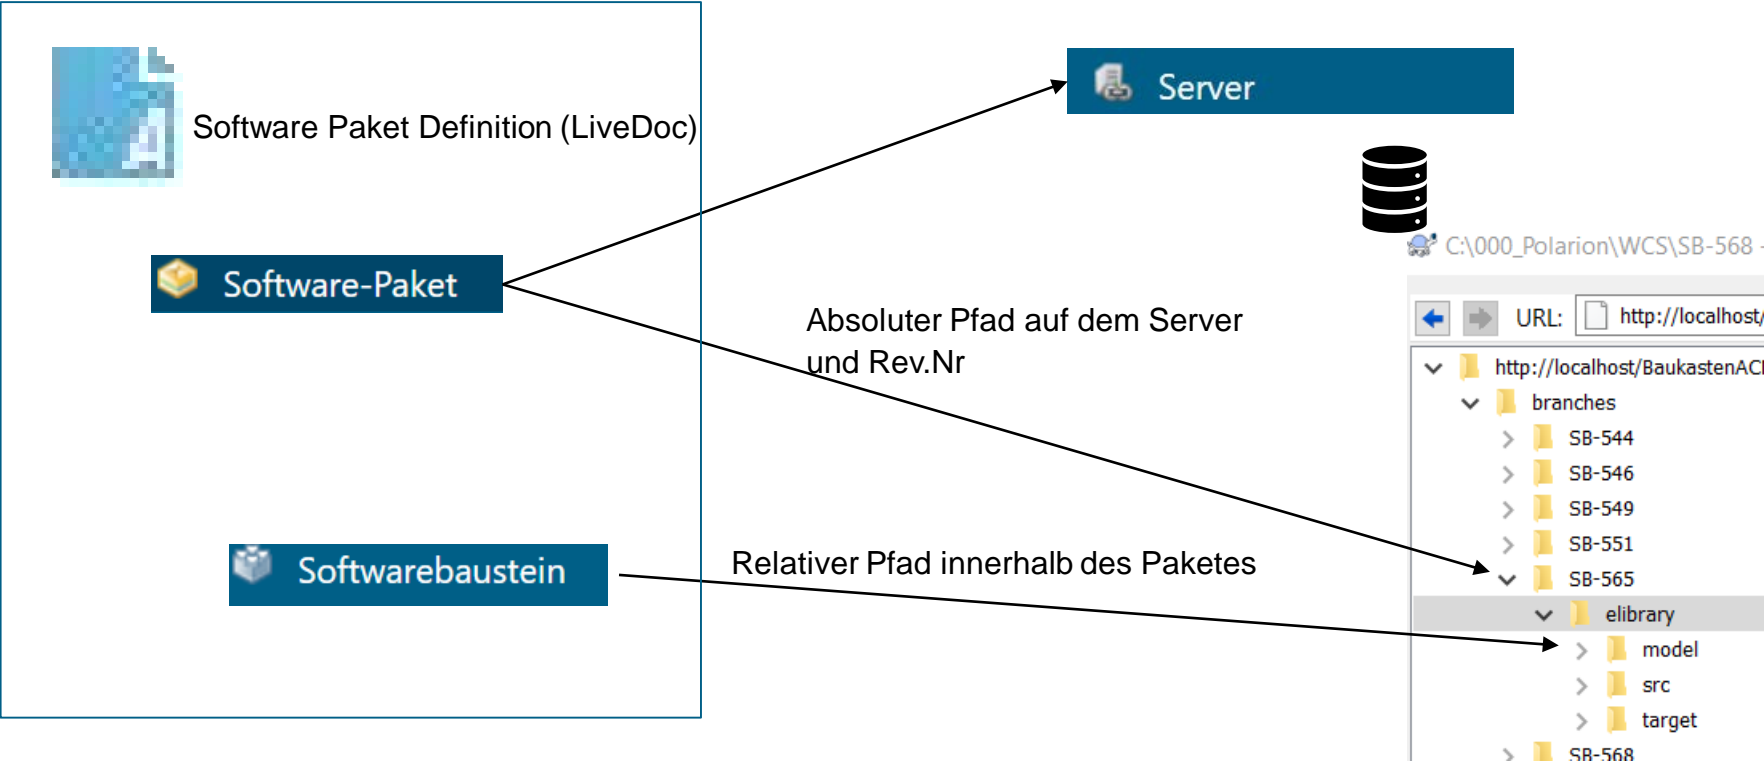 Software Paket Definition (LiveDoc)
Server
Software-Paket
C:\000_Polarion\WCS\SB-568 -
URL: http://localhost/
Absoluter Pfad auf dem Server
und Rev.Nr
http://localhost/BaukastenAC
branches
SB-544
SB-546
SB-549
SB-551
Softwarebaustein
Relativer Pfad innerhalb des Paketes
SB-565
elibrary
model
src
target
SB-568